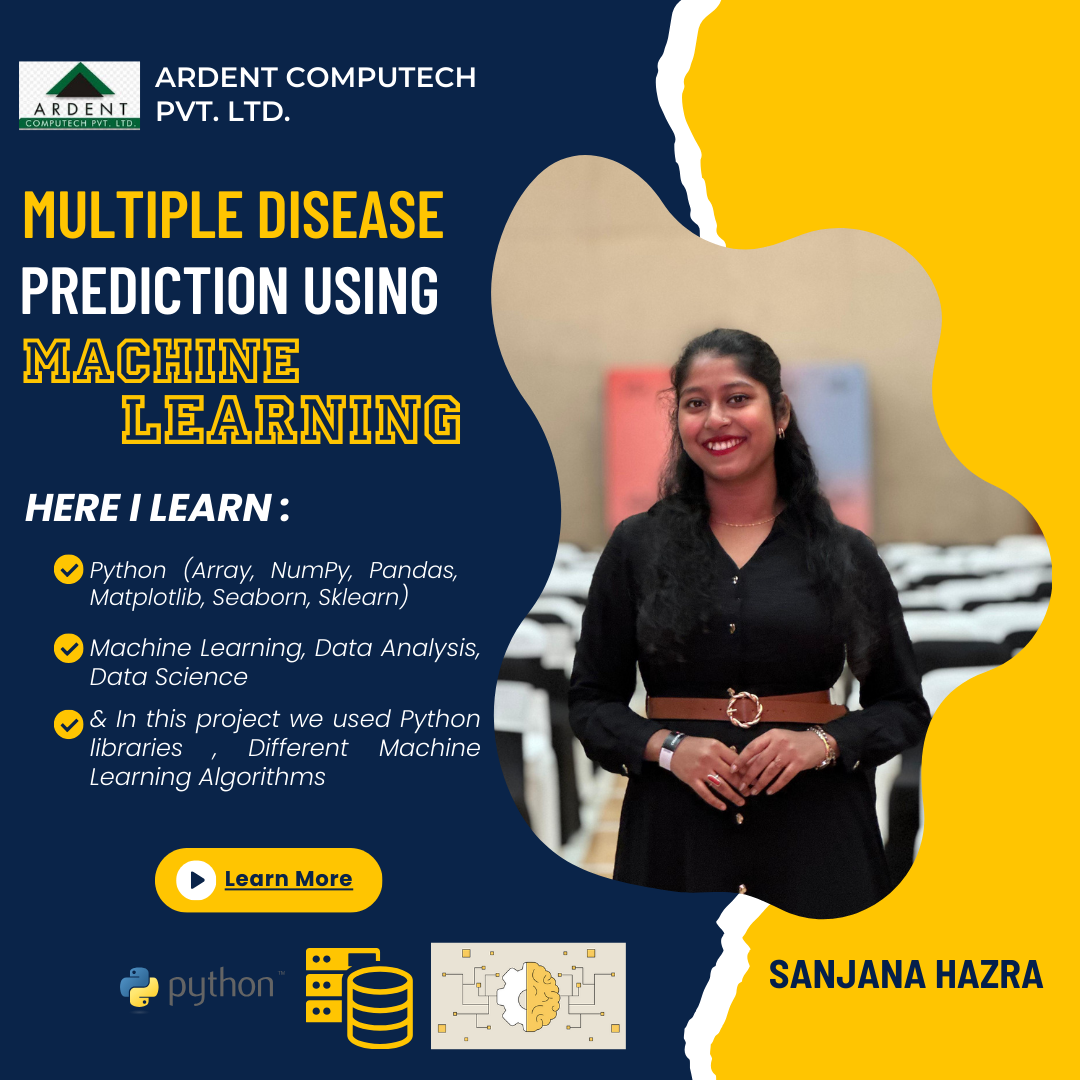 ARDENT
COMPUTECH PVT. LTD.
ARDENT COMPUTECH
PVT. LTD.
MULTIPLE DISEASE
PREDICTION USING
MACHINE
LEARNING
HERE I LEARN :
Python (Array, NumPy, Pandas,
Matplotlib, Seaborn, Sklearn)
Machine Learning, Data Analysis,
Data Science
& In this project we used Python
libraries , Different Machine
Learning Algorithms
Learn More
python™
SANJANA HAZRA